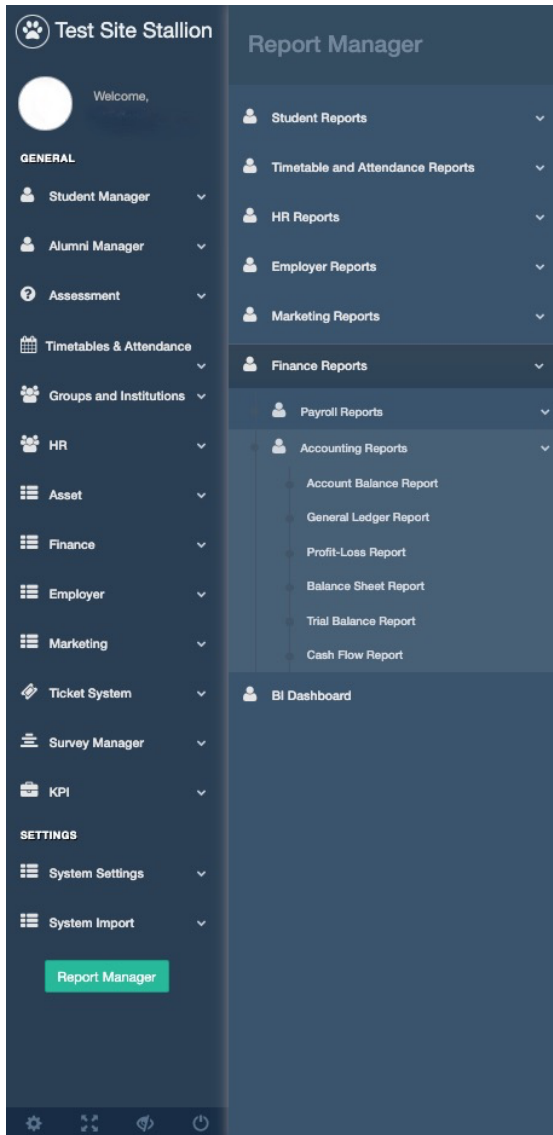 Test Site Stallion
Welcome,
GENERAL
Student Manager
Alumni Manager
Assessment
Timetables & Attendance
Groups and Institutions
HR
Asset
Finance
Employer
Marketing
Ticket System
Survey Manager
KPI
SETTINGS
System Settings
System Import
Report Manager
Report Manager
Student Reports
Timetable and Attendance Reports
HR Reports
Employer Reports
Marketing Reports
Finance Reports
Payroll Reports
Accounting Reports
Account Balance Report
General Ledger Report
Profit-Loss Report
Balance Sheet Report
Trial Balance Report
Cash Flow Report
BI Dashboard